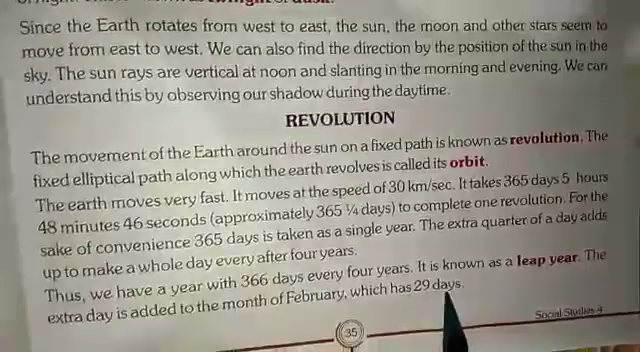 twilight or dusk.
Since the Earth rotates from west to east, the sun, the moon and other stars seem to
move from east to west. We can also find the direction by the position of the sun in the
sky. The sun rays are vertical at noon and slanting in the morning and evening. We can
understand this by observing our shadow during the daytime.
REVOLUTION
The movement of the Earth around the sun on a fixed path is known as revolution. The
fixed elliptical path along which the earth revolves is called its orbit.
The earth moves very fast. It moves at the speed of 30 km/sec. It takes 365 days 5 hours
48 minutes 46 seconds (approximately 365 ¼ days) to complete one revolution. For the
sake of convenience 365 days is taken as a single year. The extra quarter of a day adds
up to make a whole day every after four years.
Thus, we have a year with 366 days every four years. It is known as a leap year. The
extra day is added to the month of February, which has 29 days.
Social Studies 4
35